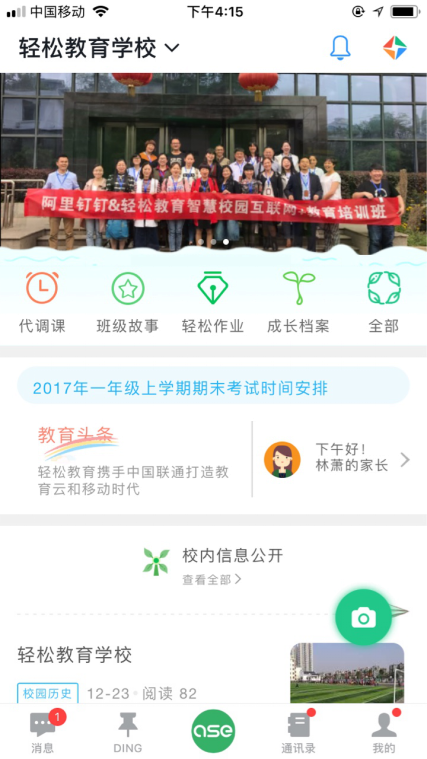 中国移动
下午4:15
轻松教育学校
阿里钉钉&轻松教育智慧校园互联网+教育培训班
代调课
班级故事
轻松作业
成长档案
全部
2017年一年级上学期期末考试时间安排
教育头条
轻松教育携手中国联通打造教
育云和移动时代
下午好！
林萧的家长
校内信息公开
查看全部
轻松教育学校
校园历史 12-23 · 阅读 82
1
消息
DING
ase
通讯录
我的